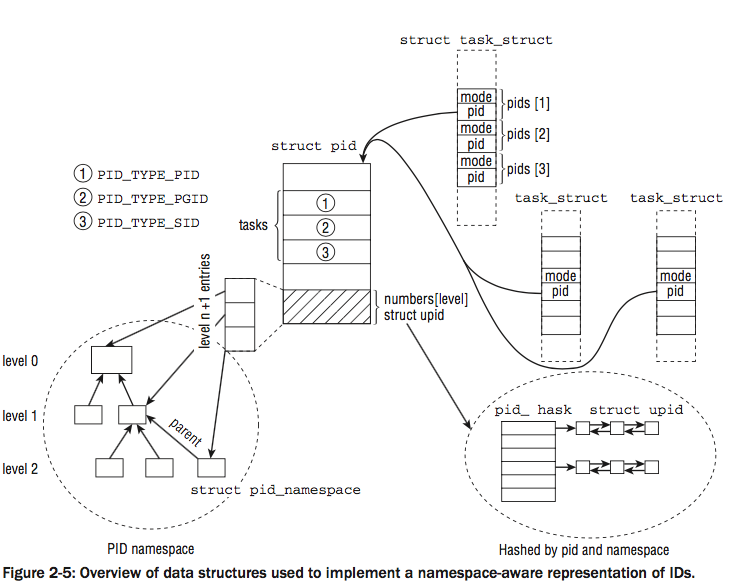 struct task_struct
mode
pid
pids [1]
mode
pid
pids [2]
mode
pid
pids [3]
struct pid
1 PID_TYPE_PID
2 PID_TYPE_PGID
3 PID_TYPE_SID
tasks
1
2
3
task_struct
task_struct
mode
pid
mode
pid
level n +1 entries
numbers[level]
struct upid
level 0
level 1
level 2
parent
struct pid_namespace
pid_ hask
struct upid
PID namespace
Hashed by pid and namespace
Figure 2-5: Overview of data structures used to implement a namespace-aware representation of IDs.